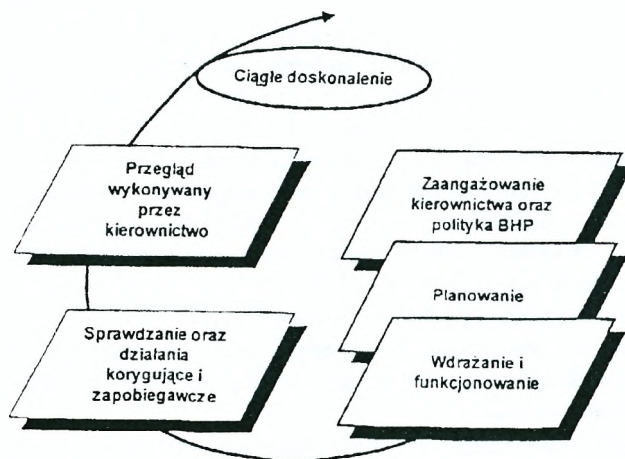 Ciągłe doskonalenie
Przegląd
wykonywany
przez
kierownictwo
Zaangażowanie
kierownictwa oraz
polityka BHP
Planowanie
Sprawdzanie oraz
działania
korygujące i
zapobiegawcze
Wdrażanie i
funkcjonowanie